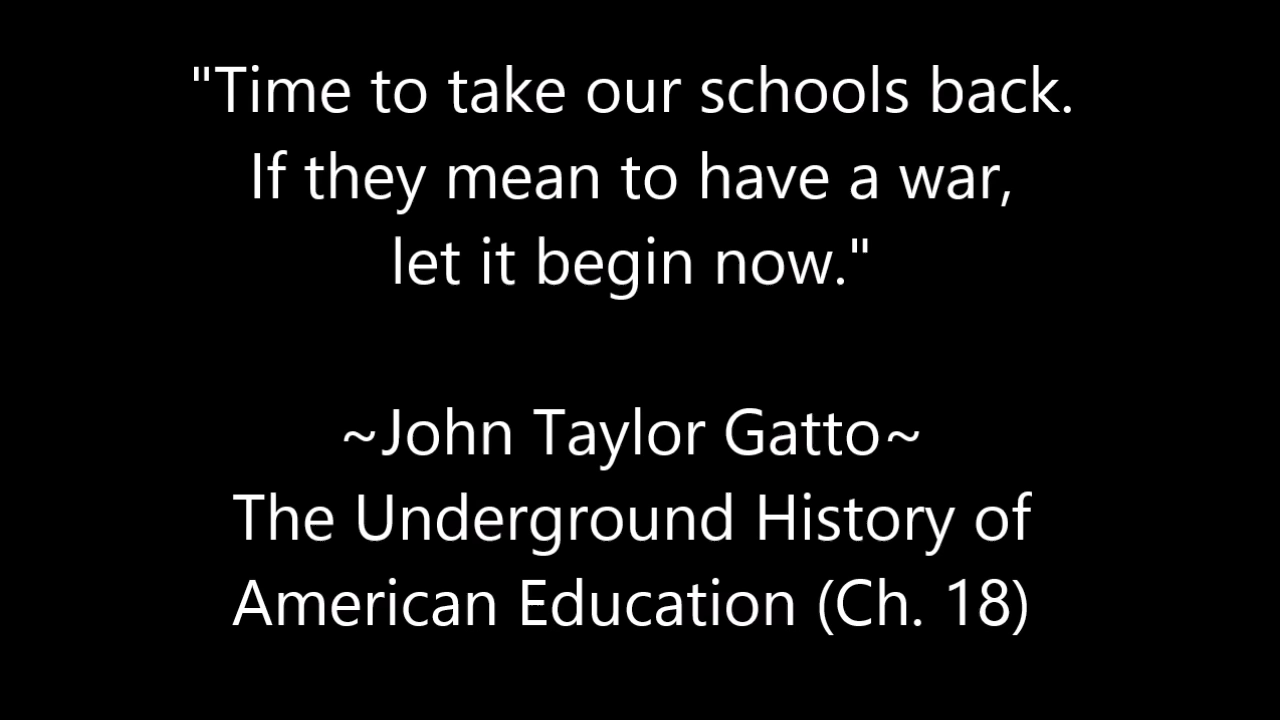 "Time to take our schools back.
If they mean to have a war,
let it begin now."
~John Taylor Gatto~
The Underground History of
American Education (Ch. 18)